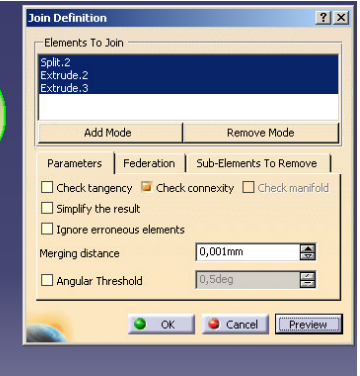 Join Definition
Elements To Join
Split.2
Extrude.2
Extrude.3
Add Mode Remove Mode
Parameters Federation Sub-Elements To Remove
Check tangency Check connexity Check manifold
Simplify the result
Ignore erroneous elements
Merging distance 0,001mm
Angular Threshold 0,5deg
OK Cancel Preview